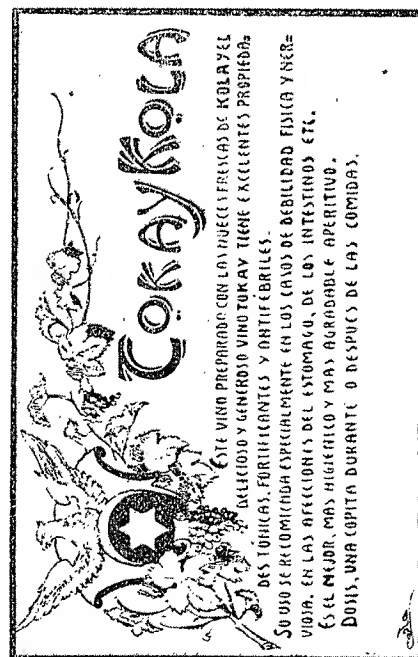 TOKAY KOLA
ESTE VINO PREPARADO CON LAS NUECES FRESCAS DE KOLA Y EL
DELICIOSO Y GENEROSO VINO TOKAY TIENE EXCELENTES PROPIEDA=
DES TONICAS, FORTIFICANTES Y ANTIFÉBRILES.
SU USO SE RECOMIENDA ESPECIALMENTE EN LOS CASOS DE DEBILIDAD FISICA Y NER=
VIOSA, EN LAS AFECCIONES DEL ESTOMAGO, DE LOS INTESTINOS ETC.
ES EL MEJOR, MAS HIGIENICO Y MAS AGRADABLE APERITIVO.
DOSIS, UNA COPITA DURANTE O DESPUES DE LAS COMIDAS.